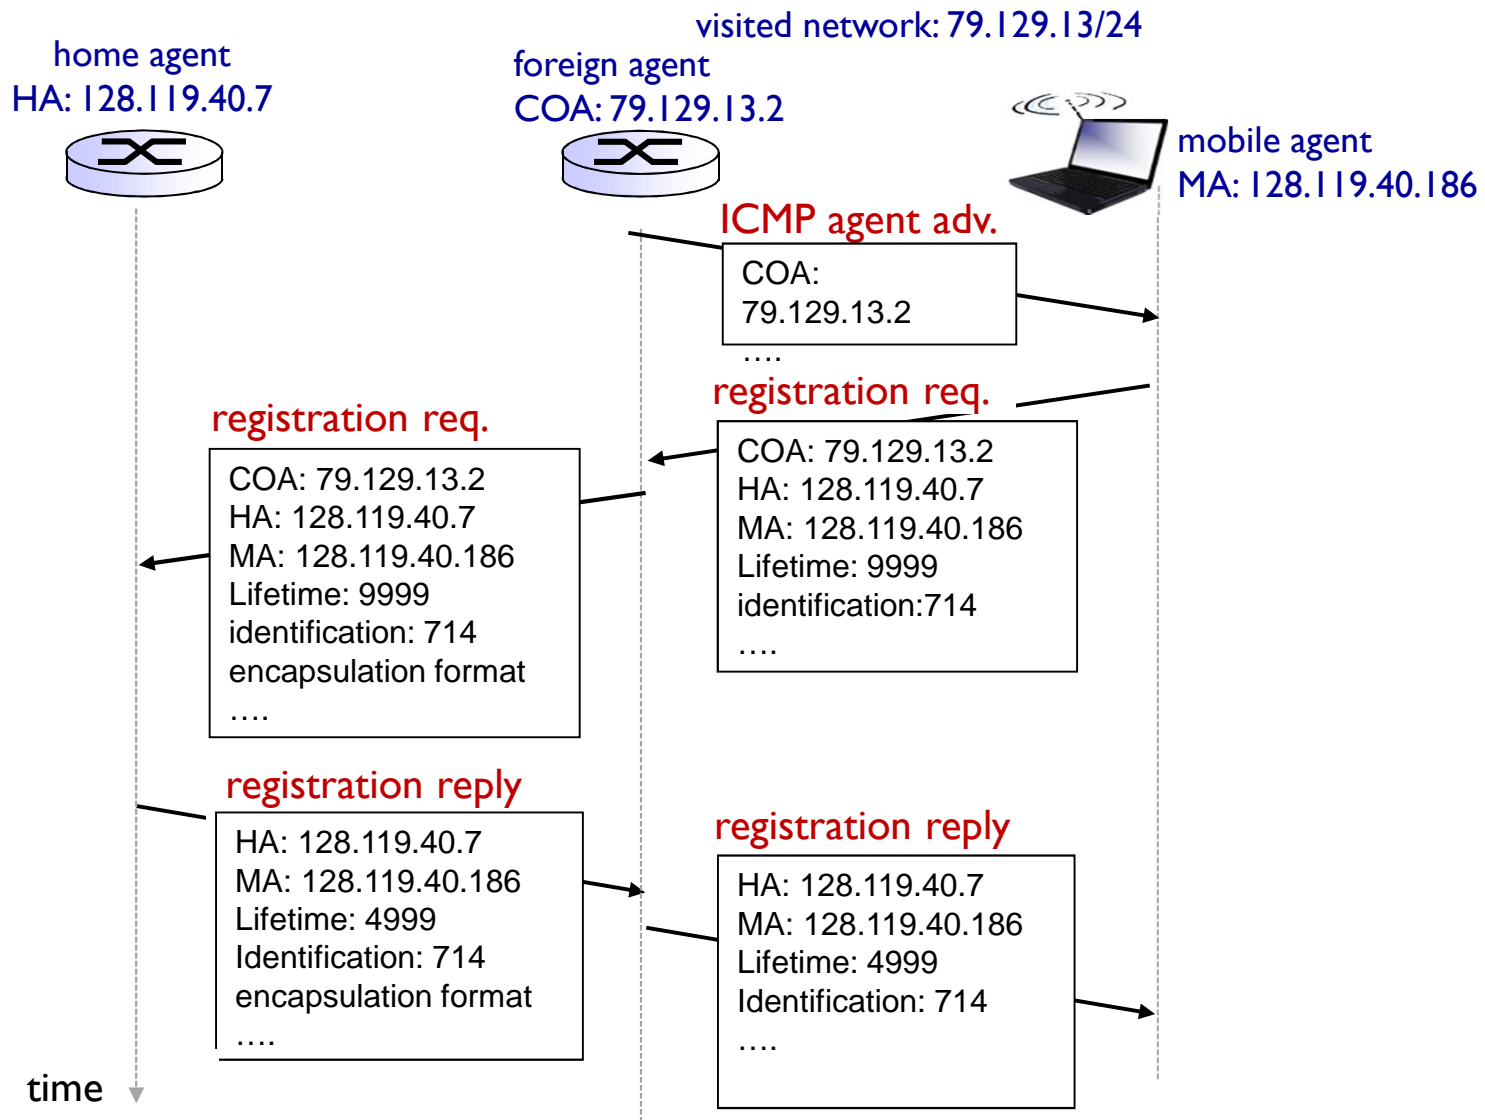 visited network: 79.129.13/24
home agent
HA: 128.119.40.7
foreign agent
COA: 79.129.13.2
mobile agent
MA: 128.119.40.186
ICMP agent adv.
COA:
79.129.13.2
….
registration req.
COA: 79.129.13.2
HA: 128.119.40.7
MA: 128.119.40.186
Lifetime: 9999
identification:714
….
registration req.
COA: 79.129.13.2
HA: 128.119.40.7
MA: 128.119.40.186
Lifetime: 9999
identification: 714
encapsulation format
….
registration reply
HA: 128.119.40.7
MA: 128.119.40.186
Lifetime: 4999
Identification: 714
encapsulation format
….
registration reply
HA: 128.119.40.7
MA: 128.119.40.186
Lifetime: 4999
Identification: 714
….
time